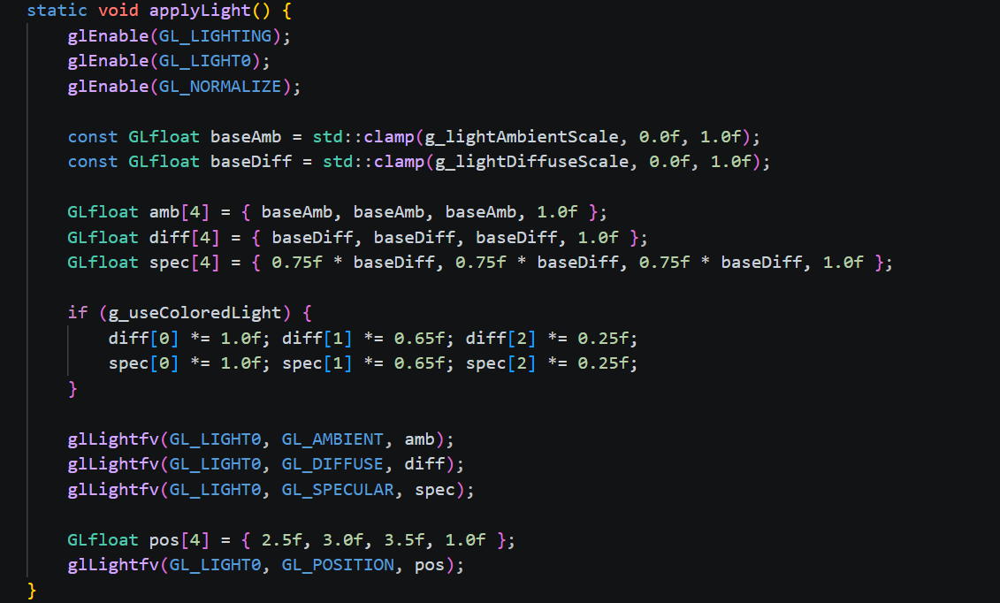 static void applyLight() {
    glEnable(GL_LIGHTING);
    glEnable(GL_LIGHT0);
    glEnable(GL_NORMALIZE);

    const GLfloat baseAmb = std::clamp(g_lightAmbientScale, 0.0f, 1.0f);
    const GLfloat baseDiff = std::clamp(g_lightDiffuseScale, 0.0f, 1.0f);

    GLfloat amb[4] = { baseAmb, baseAmb, baseAmb, 1.0f };
    GLfloat diff[4] = { baseDiff, baseDiff, baseDiff, 1.0f };
    GLfloat spec[4] = { 0.75f * baseDiff, 0.75f * baseDiff, 0.75f * baseDiff, 1.0f };

    if (g_useColoredLight) {
        diff[0] *= 1.0f; diff[1] *= 0.65f; diff[2] *= 0.25f;
        spec[0] *= 1.0f; spec[1] *= 0.65f; spec[2] *= 0.25f;
    }

    glLightfv(GL_LIGHT0, GL_AMBIENT, amb);
    glLightfv(GL_LIGHT0, GL_DIFFUSE, diff);
    glLightfv(GL_LIGHT0, GL_SPECULAR, spec);

    GLfloat pos[4] = { 2.5f, 3.0f, 3.5f, 1.0f };
    glLightfv(GL_LIGHT0, GL_POSITION, pos);
}